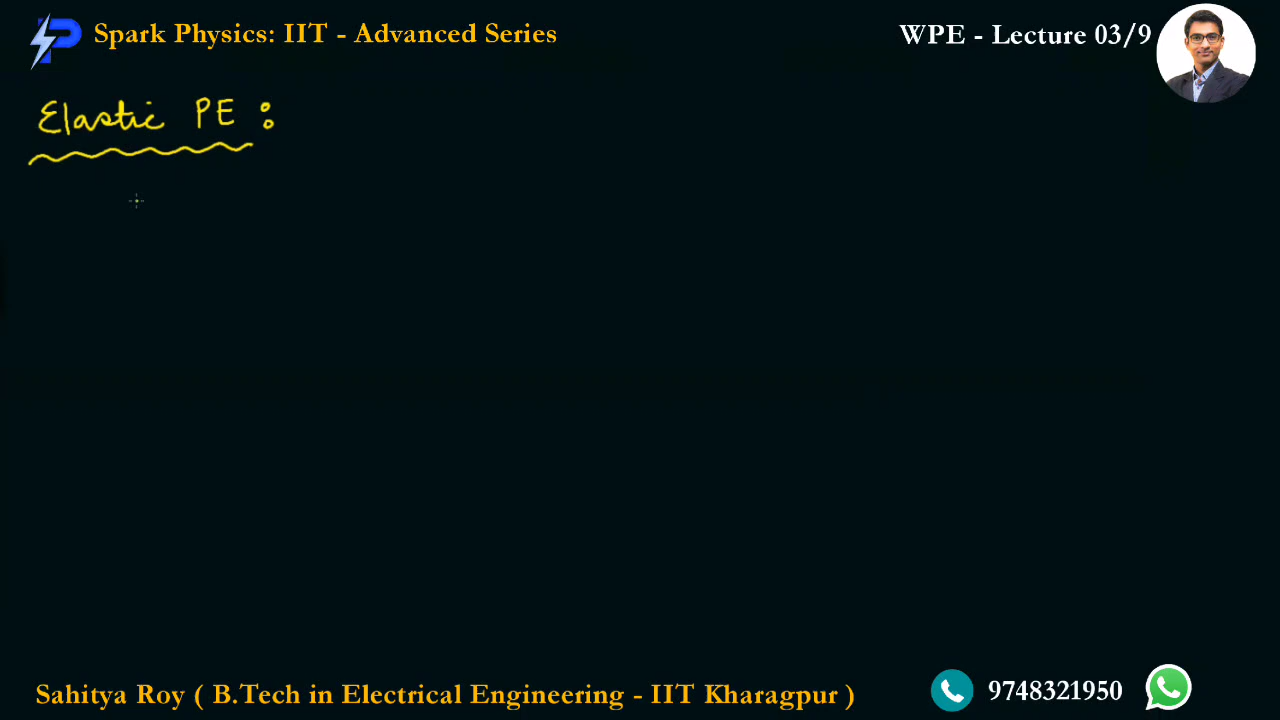 Spark Physics: IIT - Advanced Series
WPE - Lecture 03/9
Elastic PE :
Sahitya Roy ( B.Tech in Electrical Engineering - IIT Kharagpur )
9748321950